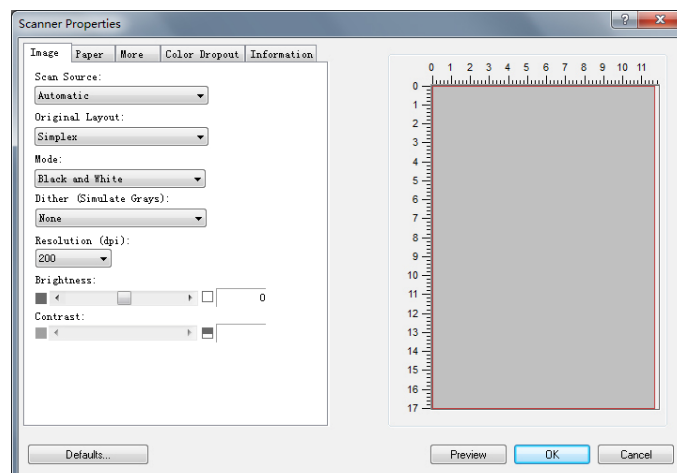 Scanner Properties
? x
Image Paper More Color Dropout Information
Scan Source:
Automatic
Original Layout:
Simplex
Mode:
Black and White
Dither (Simulate Grays):
None
Resolution (dpi):
200
Brightness:
0
Contrast:
0 1 2 3 4 5 6 7 8 9 10 11
0
1
2
3
4
5
6
7
8
9
10
11
12
13
14
15
16
17
Defaults...
Preview OK Cancel